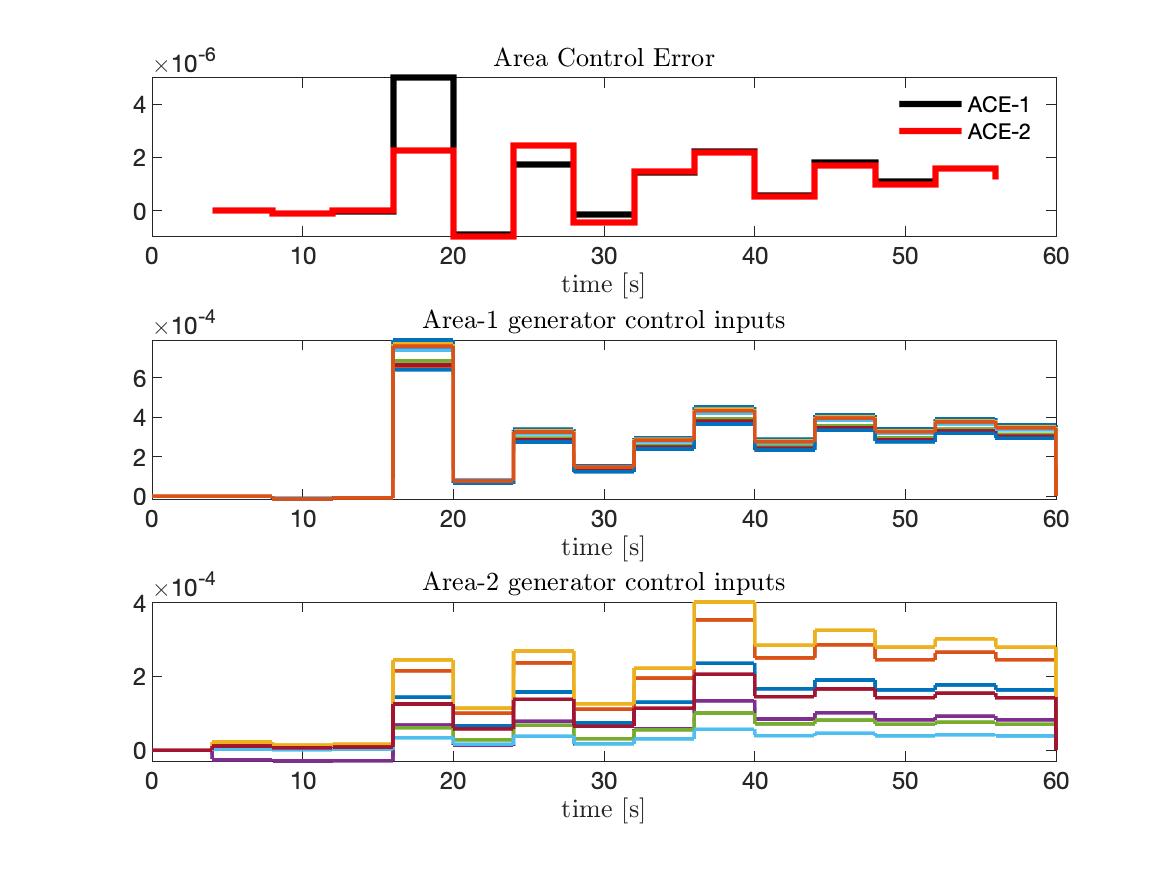 ×10-6
Area Control Error
4
2
0
ACE-1
ACE-2
0 10 20 30 40 50 60
time [s]
×10-4
Area-1 generator control inputs
6
4
2
0
0 10 20 30 40 50 60
time [s]
×10-4
Area-2 generator control inputs
4
2
0
0 10 20 30 40 50 60
time [s]